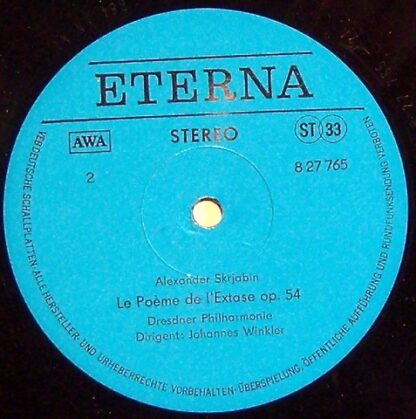 ETERNA
AWA
STEREO
ST 33
2
8 27 765
Alexander Skrjabin
Le Poème de l'Extase op. 54
Dresdner Philharmonie
Dirigent: Johannes Winkler
VEB DEUTSCHE SCHALLPLATTEN ALLE HERSTELLER- UND URHEBERRECHTE VORBEHALTEN-ÜBERSPIELUNG, ÖFFENTLICHE AUFFÜHRUNG UND RUNDFUNKSENDUNG VERBOTEN